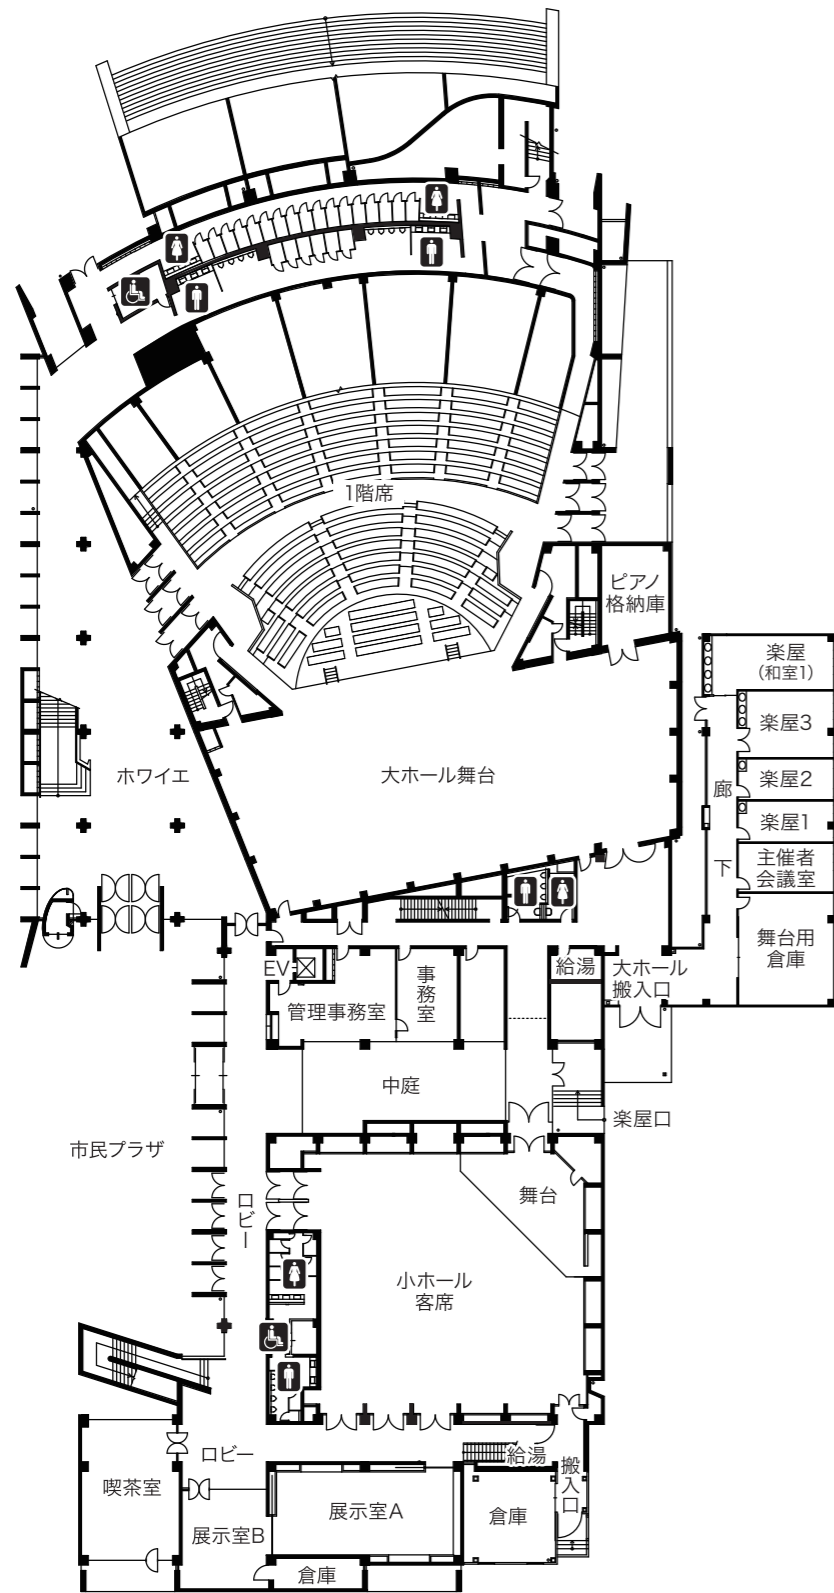 1階席
ピアノ
格納庫
楽屋
(和室1)
楽屋3
楽屋2
楽屋1
主催者
会議室
舞台用
倉庫
廊下
ホワイエ
大ホール舞台
EV
管理事務室
事務室
給湯
大ホール
搬入口
中庭
楽屋口
市民プラザ
ロビー
舞台
小ホール
客席
ロビー
給湯
搬入口
喫茶室
展示室B
展示室A
倉庫
倉庫